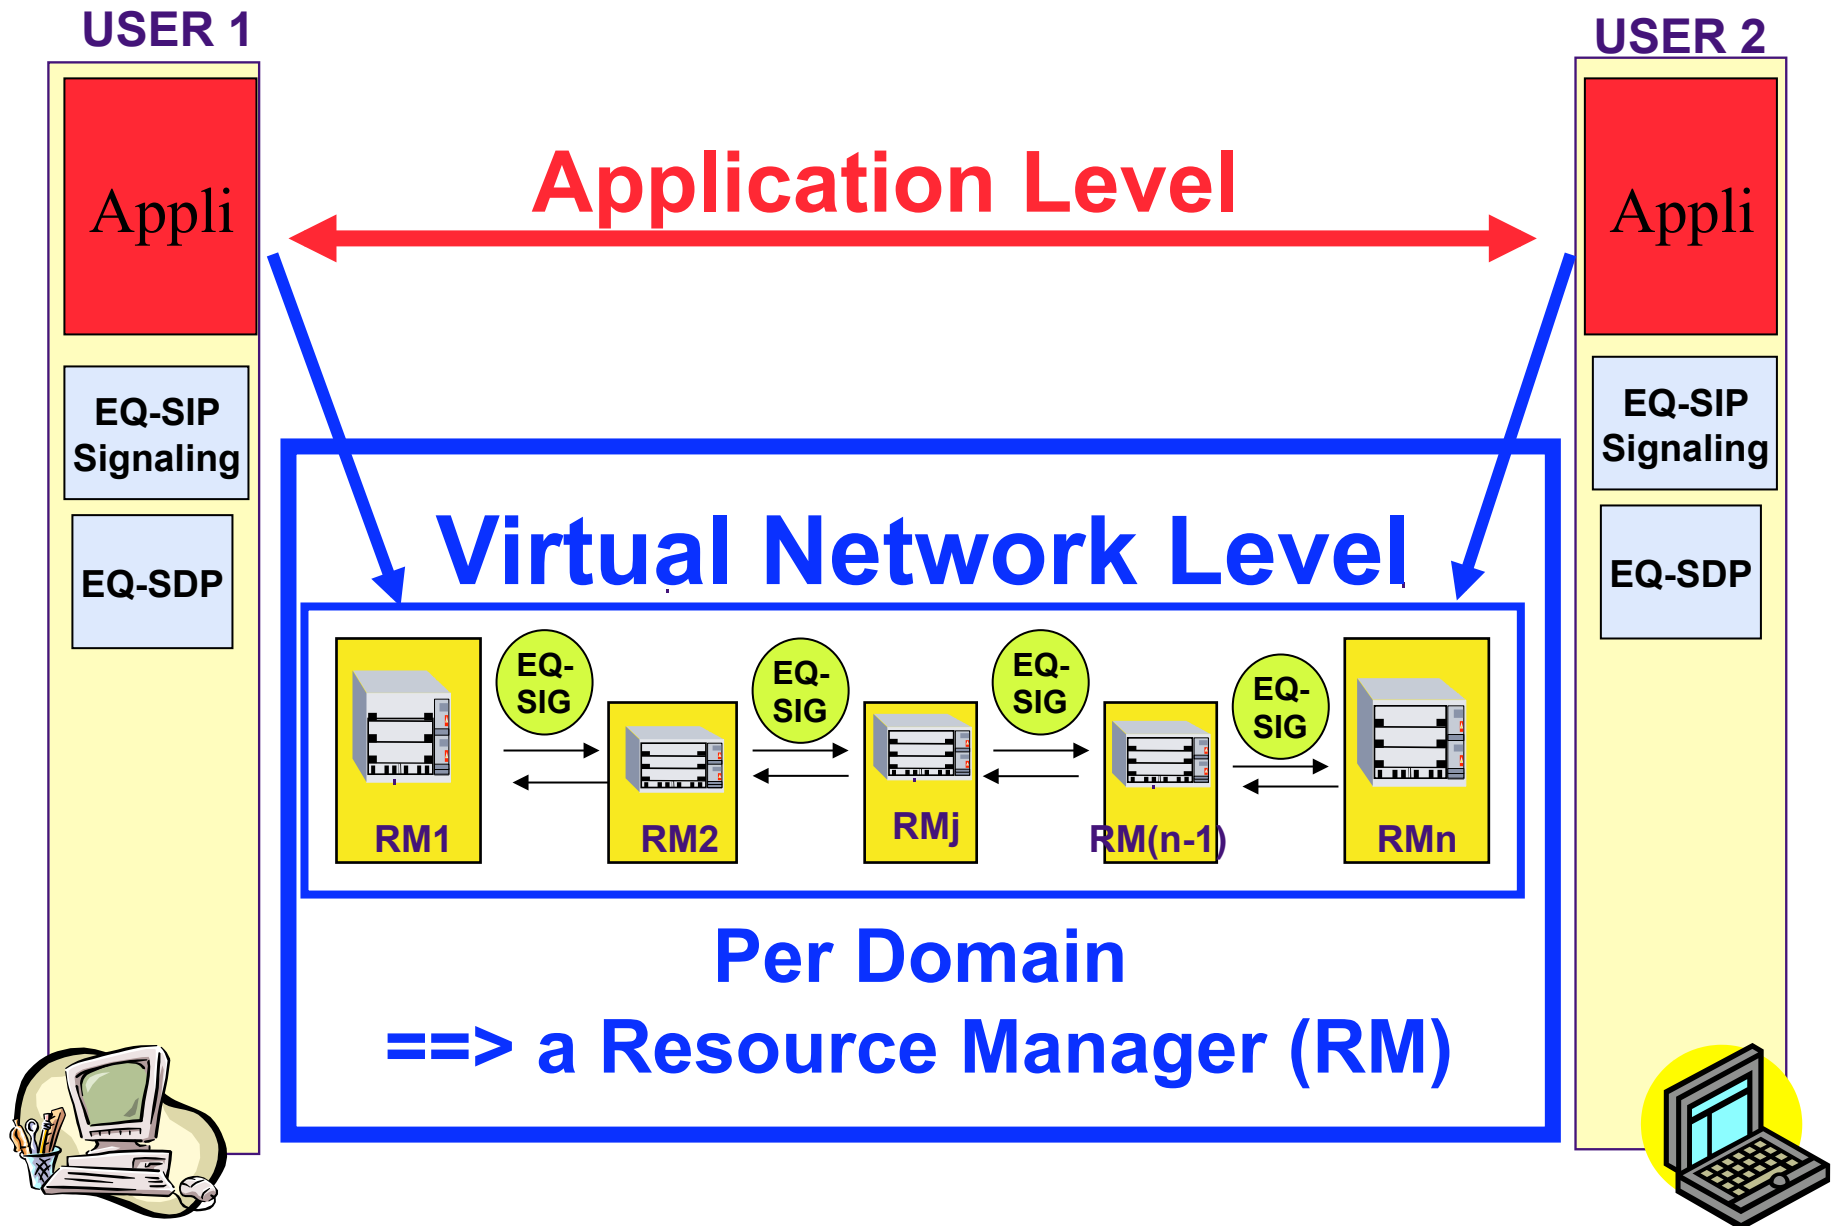 USER 1
USER 2
Appli
Application Level
Appli
EQ-SIP
Signaling
EQ-SIP
Signaling
EQ-SDP
Virtual Network Level
EQ-SDP
EQ-
SIG
EQ-
SIG
EQ-
SIG
EQ-
SIG
RM1
RM2
RMj
RM(n-1)
RMn
Per Domain
==> a Resource Manager (RM)